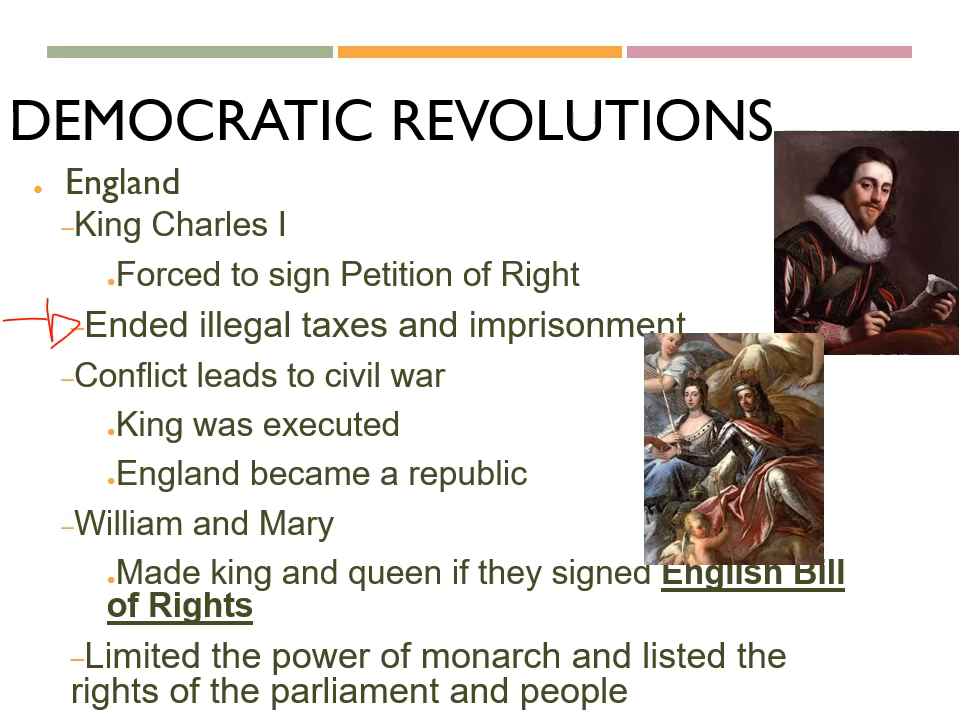 DEMOCRATIC REVOLUTIONS
• England
–King Charles I
•Forced to sign Petition of Right
–Ended illegal taxes and imprisonment
–Conflict leads to civil war
•King was executed
•England became a republic
–William and Mary
•Made king and queen if they signed English Bill
of Rights
–Limited the power of monarch and listed the
rights of the parliament and people